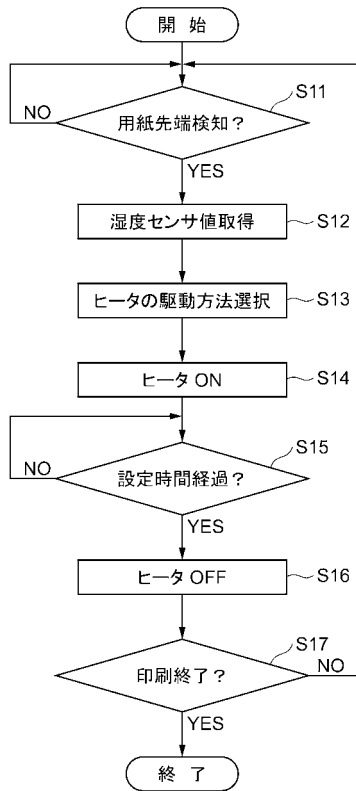 開 始
S11
用紙先端検知？
NO
YES
湿度センサ値取得
S12
ヒータの駆動方法選択
S13
ヒータ ON
S14
S15
設定時間経過？
NO
YES
ヒータ OFF
S16
S17
印刷終了？
NO
YES
終 了